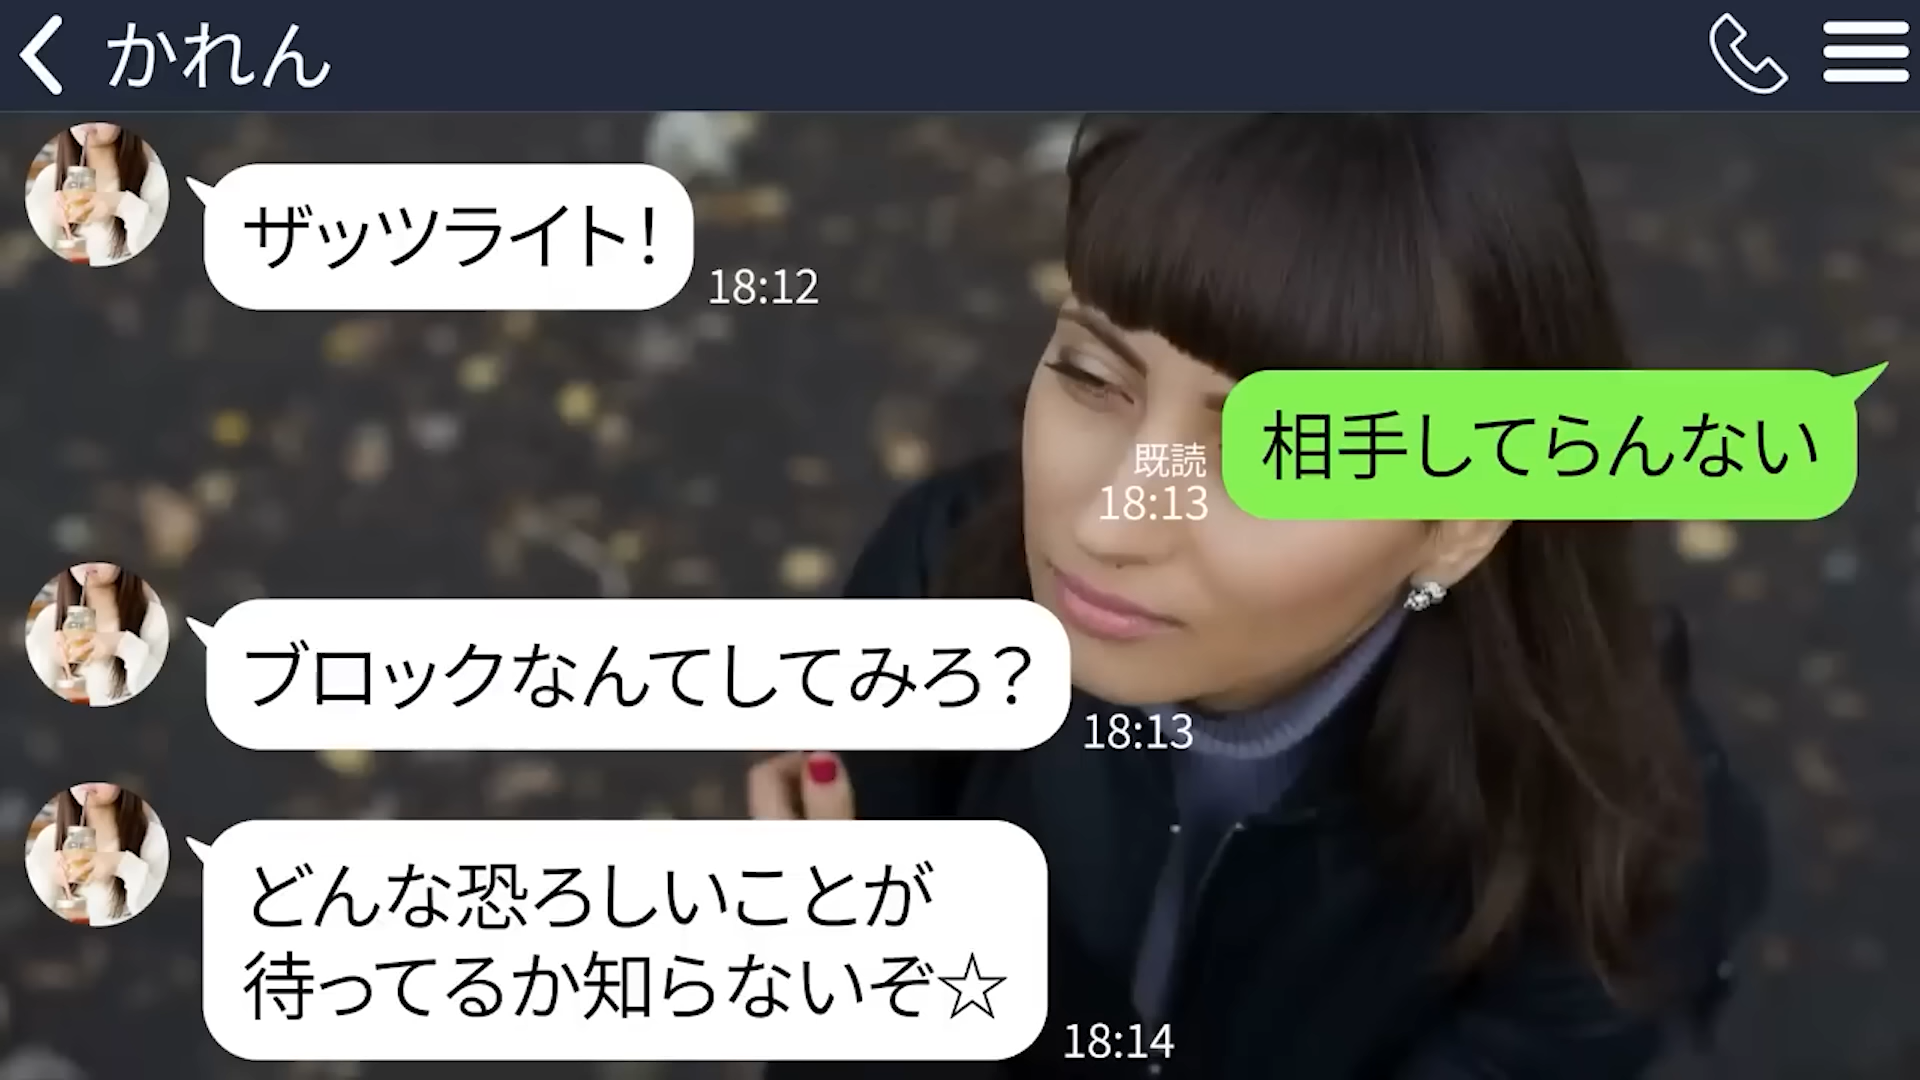 かれん
ザッツライト!
18:12
相手してらんない
既読
18:13
ブロックなんてしてみろ?
18:13
どんな恐ろしいことが
待ってるか知らないぞ☆
18:14